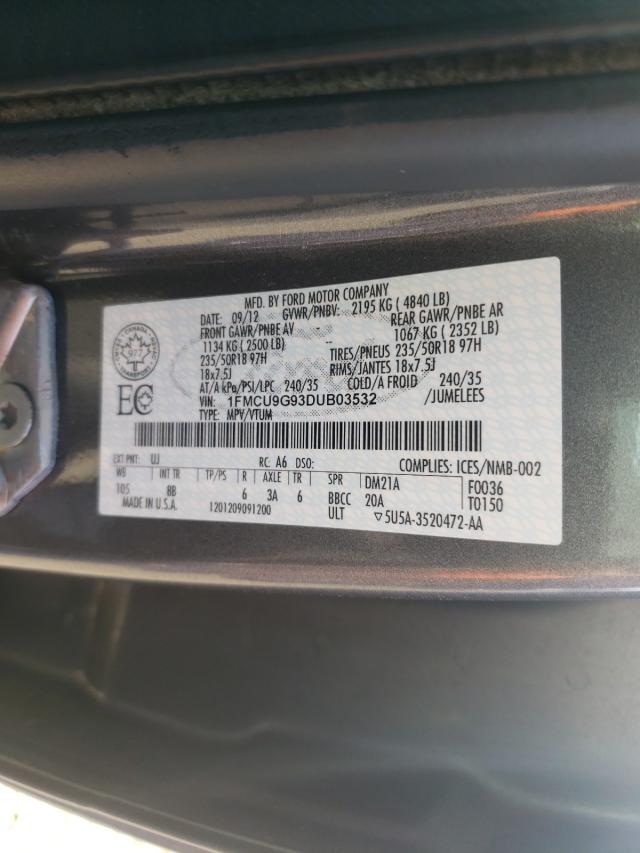 MFD. BY FORD MOTOR COMPANY
DATE: 09/12 GVWR/PNBV: 2195 KG ( 4840 LB)
FRONT GAWR/PNBE AV -- REAR GAWR/PNBE AR
1134 KG ( 2500 LB) 1067 KG ( 2352 LB)
235/50R18 97H TIRES/PNEUS 235/50R18 97H
18x7.5J RIMS/JANTES 18x7.5J
AT/A kPa/PSI/LPC 240/35 COLD/A FROID 240/35
VIN: 1FMCU9G93DUB03532 /JUMELEES
TYPE: MPV/VTUM
EC
EXT PNT: UJ RC: A6 DSO: COMPLIES: ICES/NMB-002
WB INT TR TP/PS R AXLE TR SPR DM21A F0036
105 8B 6 3A 6 BBCC 20A T0150
MADE IN U.S.A. 1201209091200 ULT ▽5U5A-3520472-AA